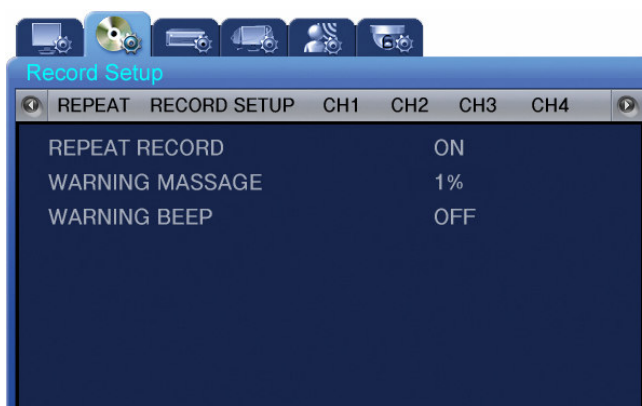 Record Setup
REPEAT RECORD SETUP CH1 CH2 CH3 CH4
REPEAT RECORD ON
WARNING MASSAGE 1%
WARNING BEEP OFF